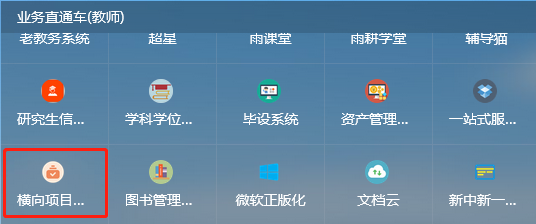 业务直通车(教师)
老教务系统 超星 雨课堂 雨耕学堂 辅导猫
研究生信... 学科学位... 毕设系统 资产管理... 一站式服...
横向项目... 图书管理... 微软正版化 文档云 新中新一...